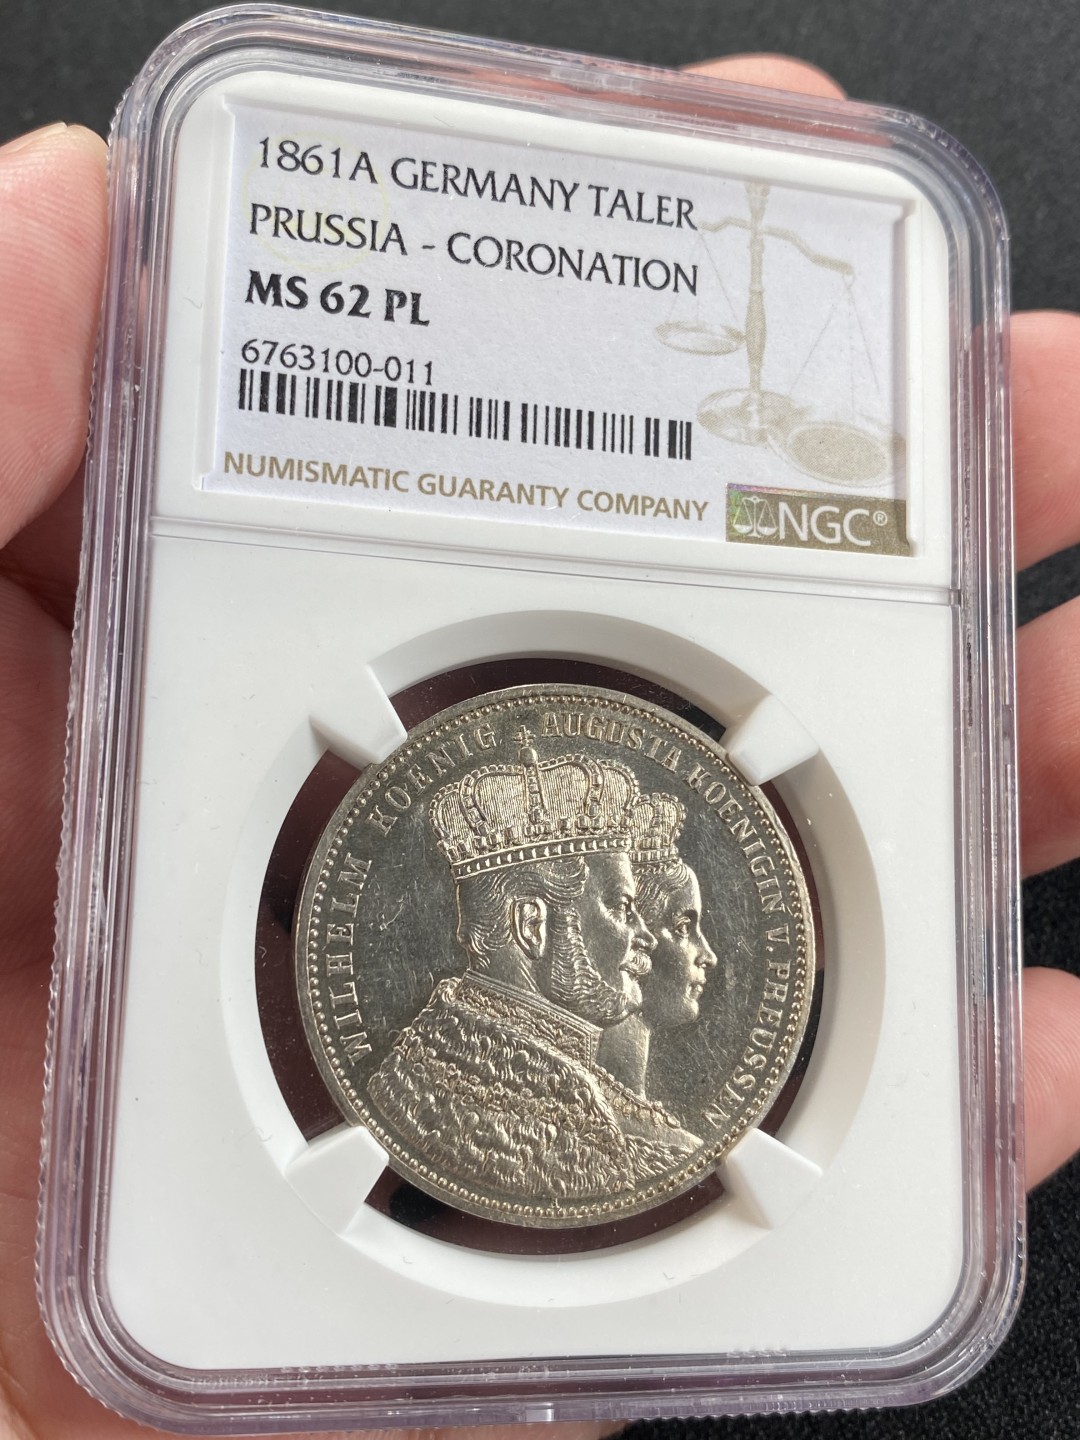 1861A GERMANY TALER
PRUSSIA - CORONATION
MS 62 PL
6763100-011
NUMISMATIC GUARANTY COMPANY
NGC®
WILHELM KOENIG AUGUSTA KOENIGIN V. PREUSSEN
A